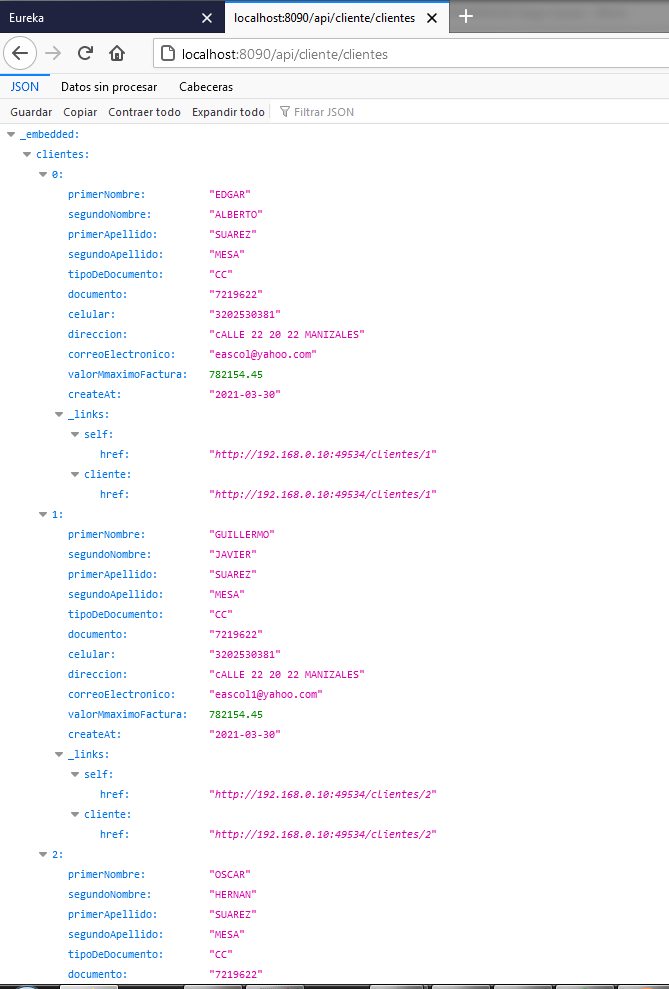 Eureka
localhost:8090/api/cliente/clientes
localhost:8090/api/cliente/clientes
JSON Datos sin procesar Cabeceras
Guardar Copiar Contraer todo Expandir todo Filtrar JSON
_embedded:
clientes:
0:
primerNombre: "EDGAR"
segundoNombre: "ALBERTO"
primerApellido: "SUAREZ"
segundoApellido: "MESA"
tipoDeDocumento: "CC"
documento: "7219622"
celular: "3202530381"
direccion: "cALLE 22 20 22 MANIZALES"
correoElectronico: "eascol@yahoo.com"
valorMmaximoFactura: 782154.45
createAt: "2021-03-30"
_links:
self:
href: "http://192.168.0.10:49534/clientes/1"
cliente:
href: "http://192.168.0.10:49534/clientes/1"
1:
primerNombre: "GUILLERMO"
segundoNombre: "JAVIER"
primerApellido: "SUAREZ"
segundoApellido: "MESA"
tipoDeDocumento: "CC"
documento: "7219622"
celular: "3202530381"
direccion: "cALLE 22 20 22 MANIZALES"
correoElectronico: "eascol1@yahoo.com"
valorMmaximoFactura: 782154.45
createAt: "2021-03-30"
_links:
self:
href: "http://192.168.0.10:49534/clientes/2"
cliente:
href: "http://192.168.0.10:49534/clientes/2"
2:
primerNombre: "OSCAR"
segundoNombre: "HERNAN"
primerApellido: "SUAREZ"
segundoApellido: "MESA"
tipoDeDocumento: "CC"
documento: "7219622"